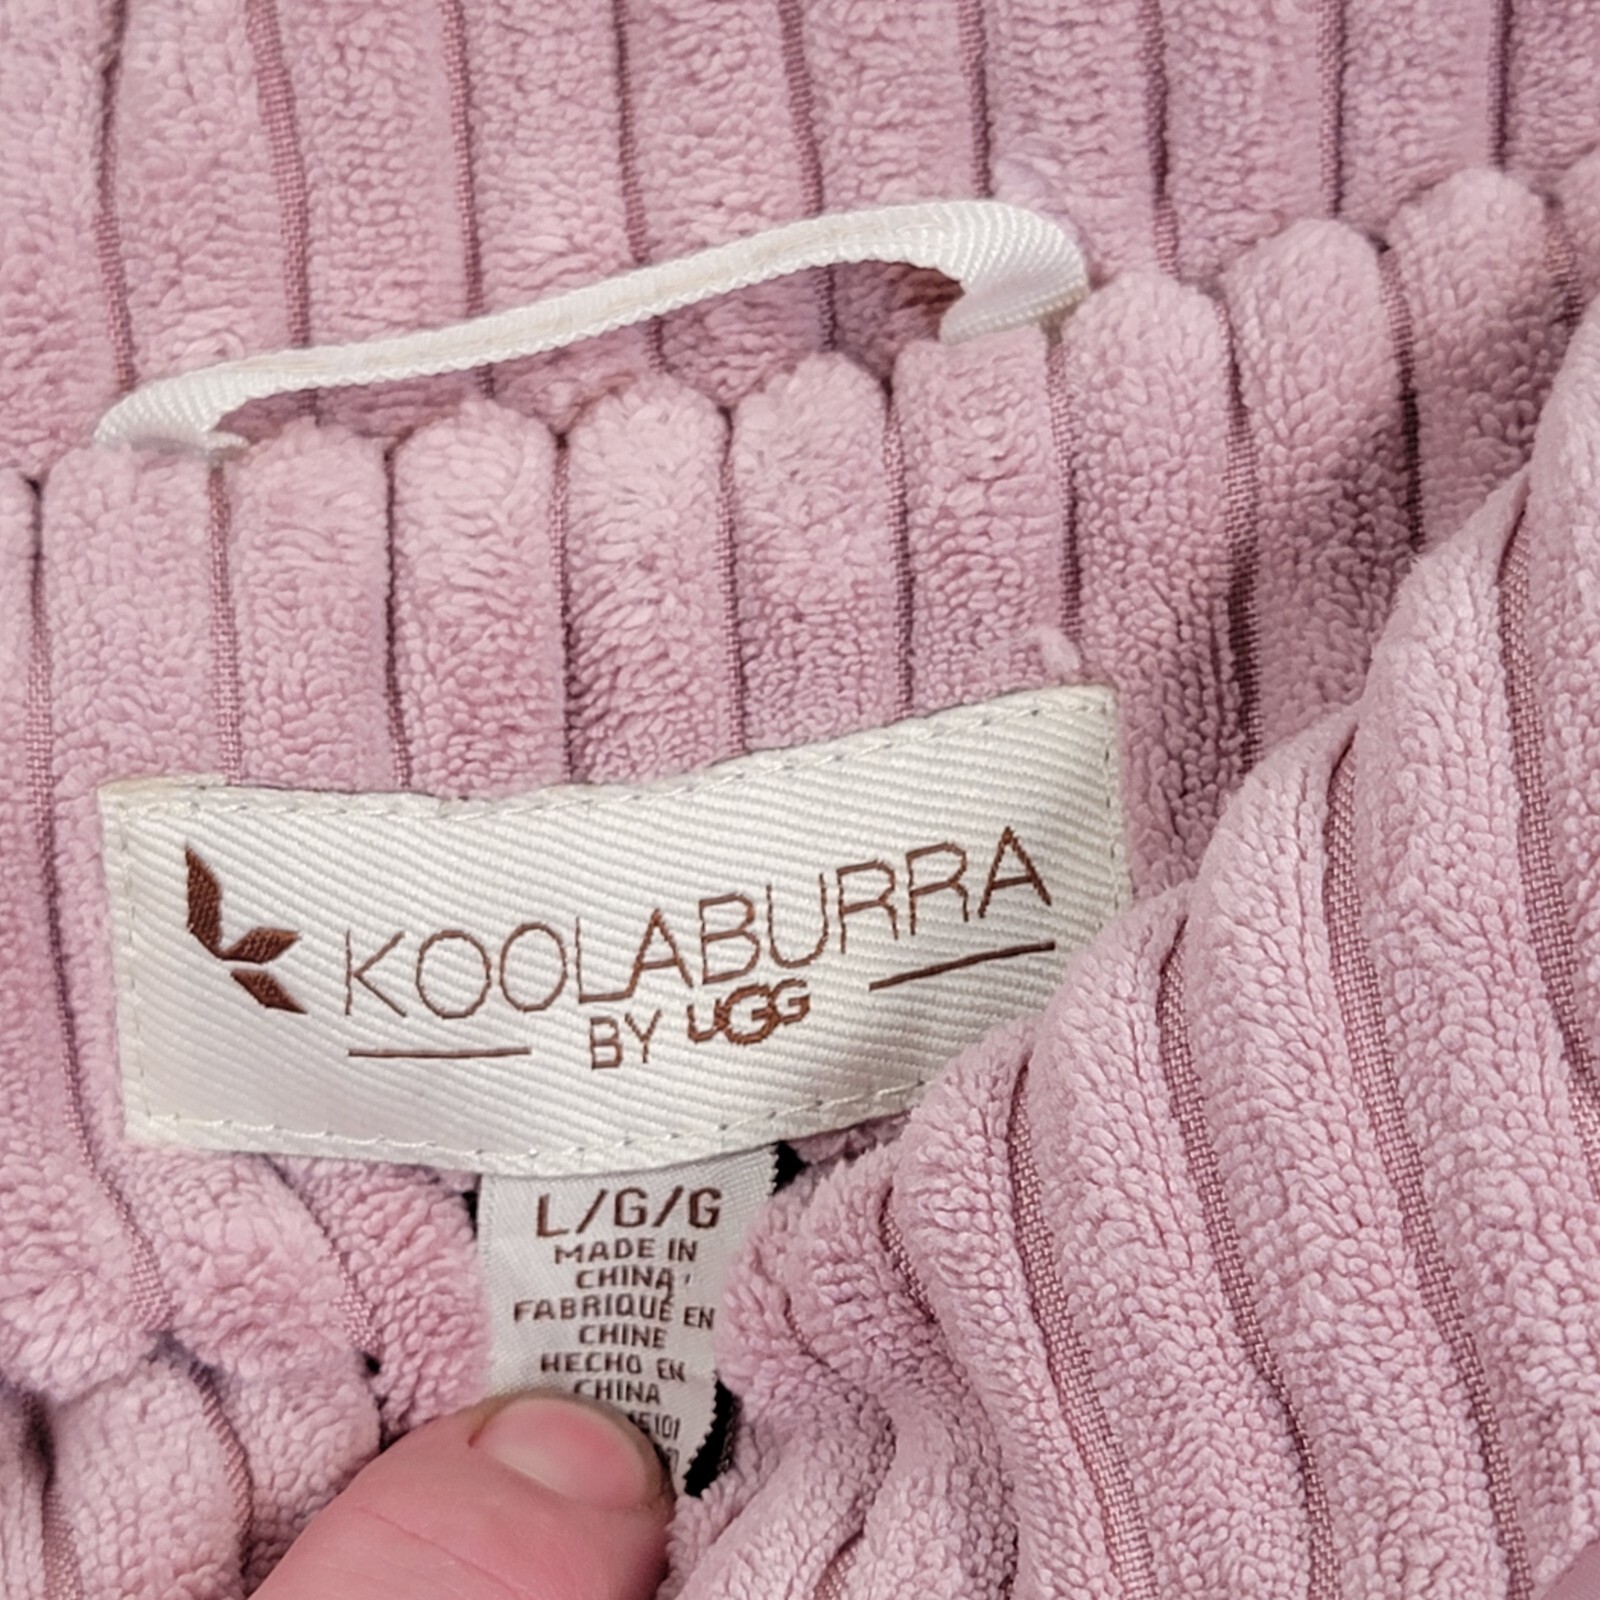 KOOLABURRA
BY UGG
L/G/G
MADE IN
CHINA
FABRIQUÉ EN
CHINE
HECHO EN
CHINA